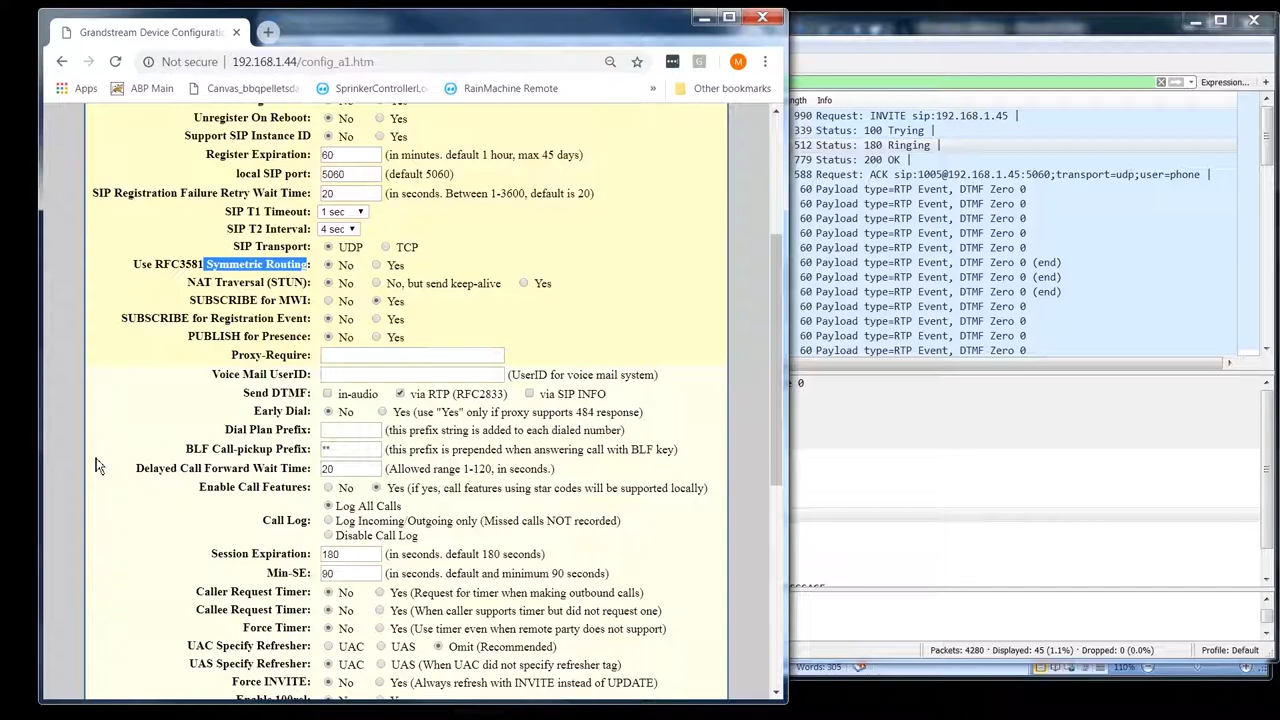 Grandstream Device Configurati
Not secure | 192.168.1.44/config_a1.htm
M
Apps ABP Main Canvas_bbqpelletsda SprinkerControllerLo RainMachine Remote » Other bookmarks
Unregister On Reboot: No Yes
Support SIP Instance ID No Yes
Register Expiration: 60 (in minutes. default 1 hour, max 45 days)
local SIP port: 5060 (default 5060)
SIP Registration Failure Retry Wait Time: 20 (in seconds. Between 1-3600, default is 20)
SIP T1 Timeout: 1 sec
SIP T2 Interval: 4 sec
SIP Transport: UDP TCP
Use RFC3581 Symmetric Routing: No Yes
NAT Traversal (STUN): No No, but send keep-alive Yes
SUBSCRIBE for MWI: No Yes
SUBSCRIBE for Registration Event: No Yes
PUBLISH for Presence: No Yes
Proxy-Require:
Voice Mail UserID: (UserID for voice mail system)
Send DTMF: in-audio via RTP (RFC2833) via SIP INFO
Early Dial: No Yes (use "Yes" only if proxy supports 484 response)
Dial Plan Prefix: (this prefix string is added to each dialed number)
BLF Call-pickup Prefix: ** (this prefix is prepended when answering call with BLF key)
Delayed Call Forward Wait Time: 20 (Allowed range 1-120, in seconds.)
Enable Call Features: No Yes (if yes, call features using star codes will be supported locally)
Log All Calls
Call Log: Log Incoming/Outgoing only (Missed calls NOT recorded)
Disable Call Log
Session Expiration: 180 (in seconds. default 180 seconds)
Min-SE: 90 (in seconds. default and minimum 90 seconds)
Caller Request Timer: No Yes (Request for timer when making outbound calls)
Callee Request Timer: No Yes (When caller supports timer but did not request one)
Force Timer: No Yes (Use timer even when remote party does not support)
UAC Specify Refresher: UAC UAS Omit (Recommended)
UAS Specify Refresher: UAC UAS (When UAC did not specify refresher tag)
Force INVITE: No Yes (Always refresh with INVITE instead of UPDATE)
Enable 100rel
Expression... +
ngth Info
990 Request: INVITE sip:192.168.1.45 |
339 Status: 100 Trying |
512 Status: 180 Ringing |
779 Status: 200 OK |
588 Request: ACK sip:1005@192.168.1.45:5060;transport=udp;user=phone |
60 Payload type=RTP Event, DTMF Zero 0
60 Payload type=RTP Event, DTMF Zero 0
60 Payload type=RTP Event, DTMF Zero 0
60 Payload type=RTP Event, DTMF Zero 0
60 Payload type=RTP Event, DTMF Zero 0
60 Payload type=RTP Event, DTMF Zero 0 (end)
60 Payload type=RTP Event, DTMF Zero 0 (end)
60 Payload type=RTP Event, DTMF Zero 0 (end)
60 Payload type=RTP Event, DTMF Zero 0
60 Payload type=RTP Event, DTMF Zero 0
60 Payload type=RTP Event, DTMF Zero 0
60 Payload type=RTP Event, DTMF Zero 0
0
Packets: 4280 · Displayed: 45 (1.1%) · Dropped: 0 (0.0%) Profile: Default
Words: 305 110%